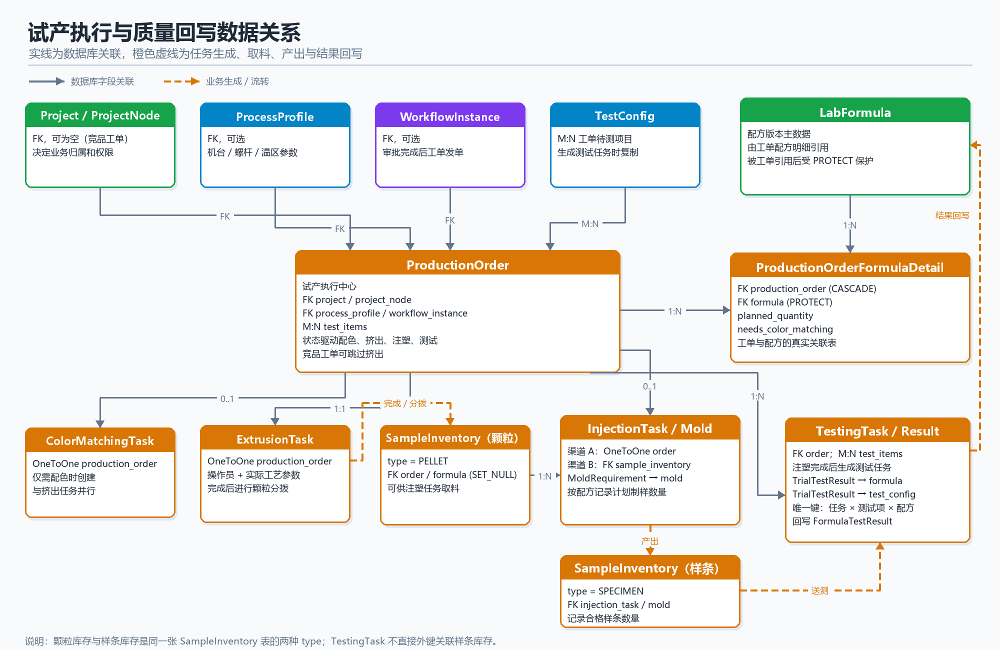 试产执行与质量回写数据关系
实线为数据库关联，橙色虚线为任务生成、取料、产出与结果回写
数据库字段关联
业务生成 / 流转
Project / ProjectNode
FK，可为空（竞品工单）
决定业务归属和权限
ProcessProfile
FK，可选
机台 / 螺杆 / 温区参数
WorkflowInstance
FK，可选
审批完成后工单发单
TestConfig
M:N 工单待测项目
生成测试任务时复制
LabFormula
配方版本主数据
由工单配方明细引用
被工单引用后受 PROTECT 保护
FK
FK
FK
M:N
1:N
结果回写
ProductionOrder
试产执行中心
FK project / project_node
FK process_profile / workflow_instance
M:N test_items
状态驱动配色、挤出、注塑、测试
竞品工单可跳过挤出
1:N
ProductionOrderFormulaDetail
FK production_order (CASCADE)
FK formula (PROTECT)
planned_quantity
needs_color_matching
工单与配方的真实关联表
0..1
1:1
完成 / 分拨
0..1
1:N
ColorMatchingTask
OneToOne production_order
仅需配色时创建
与挤出任务并行
ExtrusionTask
OneToOne production_order
操作员 + 实际工艺参数
完成后进行颗粒分拨
SampleInventory（颗粒）
type = PELLET
FK order / formula (SET_NULL)
可供注塑任务取料
1:N
InjectionTask / Mold
渠道 A：OneToOne order
渠道 B：FK sample_inventory
MoldRequirement → mold
按配方记录计划制样数量
TestingTask / Result
FK order；M:N test_items
注塑完成后生成测试任务
TrialTestResult → formula
TrialTestResult → test_config
唯一键：任务 × 测试项 × 配方
回写 FormulaTestResult
产出
SampleInventory（样条）
type = SPECIMEN
FK injection_task / mold
记录合格样条数量
送测
说明：颗粒库存与样条库存是同一张 SampleInventory 表的两种 type；TestingTask 不直接外键关联样条库存。